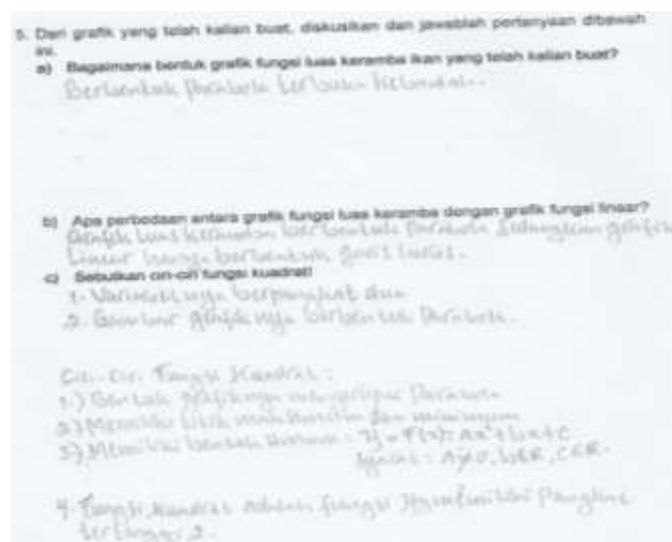 5. Dari grafik yang telah kalian buat, diskusikan dan jawablah pertanyaan dibawah
ini.
a) Bagaimana bentuk grafik fungsi luas keramba ikan yang telah kalian buat?
Berbentuk Parabola terbuka kebawah.
b) Apa perbedaan antara grafik fungsi luas keramba dengan grafik fungsi linear?
Grafik Luas keramba berbentuk Parabola Sedangkan grafik
Linear hanya berbentuk garis lurus.
c) Sebutkan ciri-ciri fungsi kuadrat!
1. Variabelnya berpangkat dua
2. Gambar grafiknya berbentuk Parabola.
Ciri-Ciri Fungsi Kuadrat :
1.) Bentuk grafiknya menyerupai Parabola
2.) Memiliki titik maksimum dan minimum
3) Memiliki bentuk Umum : y = F(x) = Ax²+bx+c
Syarat : A≠0, b∈R, C∈R.
4. Fungsi kuadrat adalah fungsi yg memiliki Pangkat
tertinggi 2.